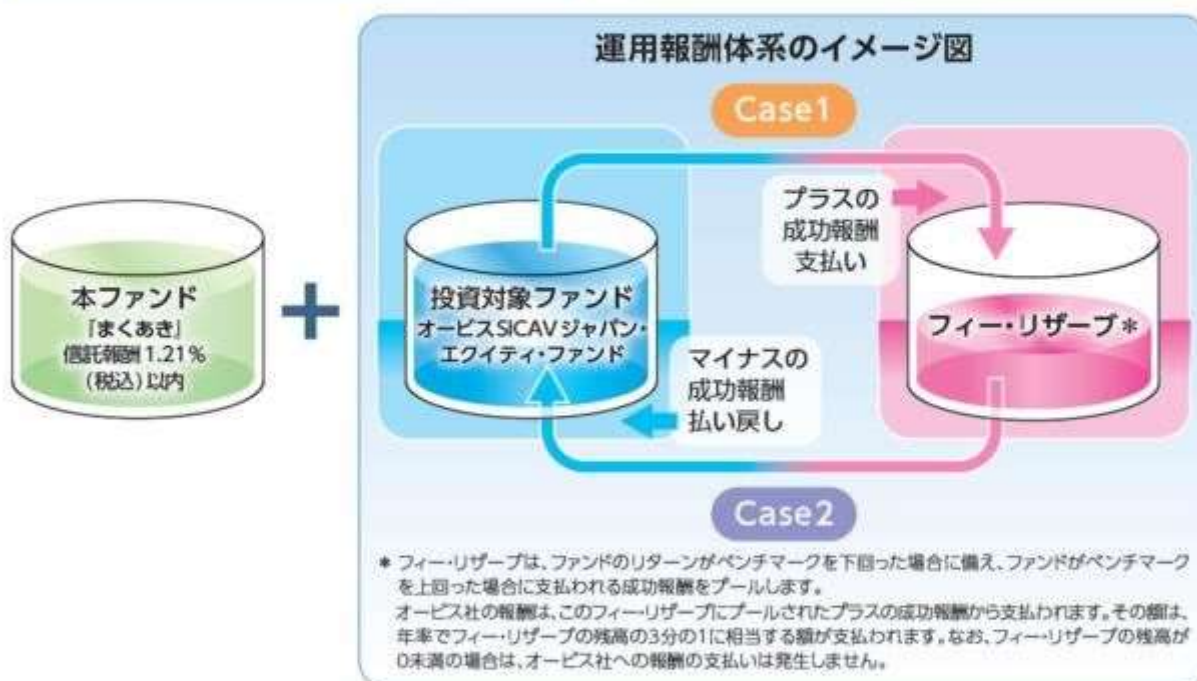 運用報酬体系のイメージ図
Case1
本ファンド
『まくあき』
信託報酬1.21%
(税込)以内
+
投資対象ファンド
オービスSICAVジャパン・
エクイティ・ファンド
プラスの
成功報酬
支払い
フィー・リザーブ*
マイナスの
成功報酬
払い戻し
Case2
* フィー・リザーブは、ファンドのリターンがベンチマークを下回った場合に備え、ファンドがベンチマーク
を上回った場合に支払われる成功報酬をプールします。
オービス社の報酬は、このフィー・リザーブにプールされたプラスの成功報酬から支払われます。その額は、
年率でフィー・リザーブの残高の3分の1に相当する額が支払われます。なお、フィー・リザーブの残高が
0未満の場合は、オービス社への報酬の支払いは発生しません。